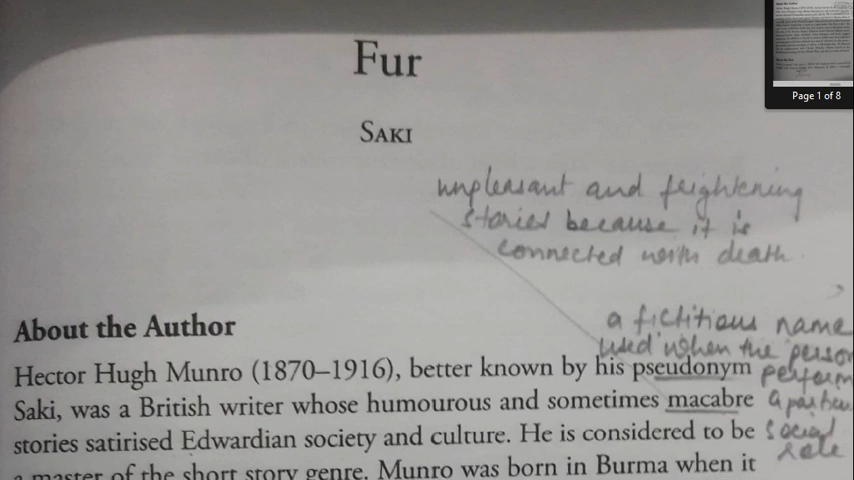 Fur
SAKI
unpleasant and frightening
stories because it is
connected with death.
a fictitious name
used when the person
perform
a particu
social
role
About the Author
Hector Hugh Munro (1870–1916), better known by his pseudonym
Saki, was a British writer whose humourous and sometimes macabre
stories satirised Edwardian society and culture. He is considered to be
a master of the short story genre. Munro was born in Burma when it
Page 1 of 8